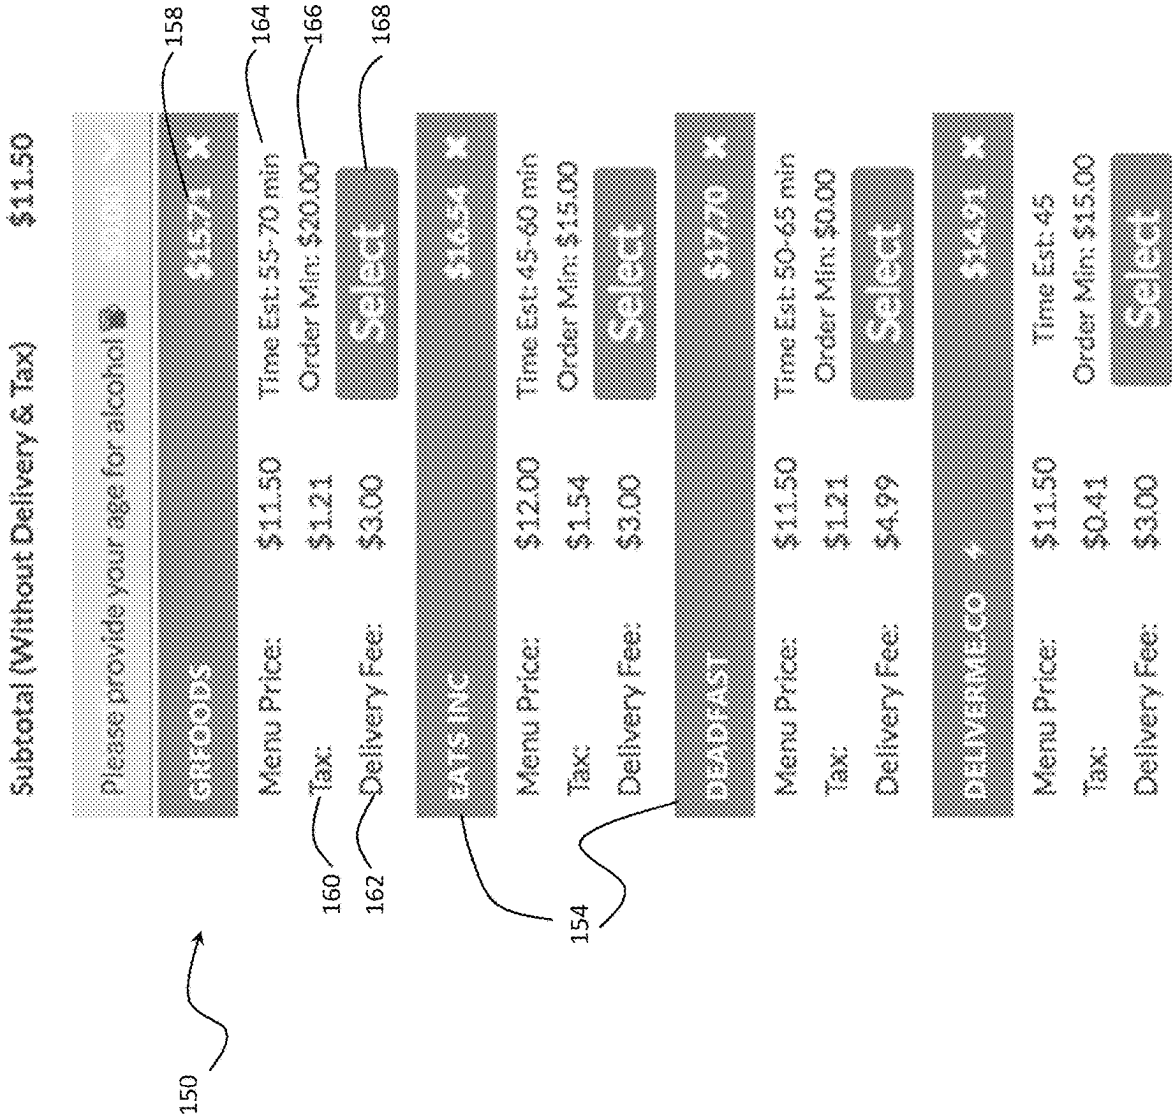 Subtotal (Without Delivery & Tax) $11.50
Please provide your age for alcohol
GREFOODS $15.71 ×
158
Menu Price: $11.50 Time Est: 55-70 min
164
Tax: $1.21 Order Min: $20.00
160
166
Delivery Fee: $3.00 Select
162
168
EATS INC $16.54 ×
Menu Price: $12.00 Time Est: 45-60 min
Tax: $1.54 Order Min: $15.00
Delivery Fee: $3.00 Select
154
DEADFAST $17.70 ×
Menu Price: $11.50 Time Est: 50-65 min
Tax: $1.21 Order Min: $0.00
Delivery Fee: $4.99 Select
DELIVERME.CO + $14.91 ×
Menu Price: $11.50 Time Est: 45
Tax: $0.41 Order Min: $15.00
Delivery Fee: $3.00 Select
150